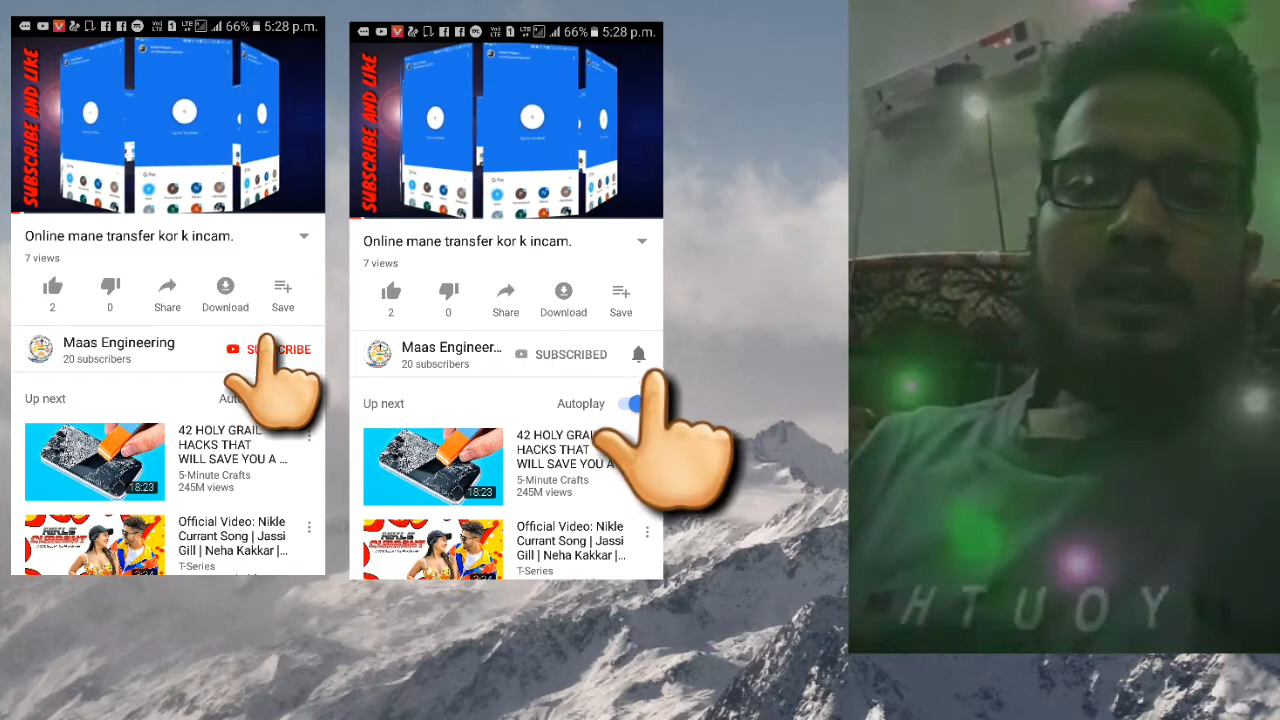 66% 5:28 p.m.
SUBSCRIBE AND LIKE
Online mane transfer kor k incam.
7 views
2
0
Share
Download
Save
Maas Engineering
20 subscribers
Up next
42 HOLY GRAIL
HACKS THAT
WILL SAVE YOU A ...
5-Minute Crafts
245M views
18:23
Official Video: Nikle
Currant Song | Jassi
Gill | Neha Kakkar |...
T-Series
NIKLE
CURRANT
66% 5:28 p.m.
SUBSCRIBE AND LIKE
Online mane transfer kor k incam.
7 views
2
0
Share
Download
Save
Maas Engineer...
20 subscribers
SUBSCRIBED
Up next
Autoplay
42 HOLY GRAIL
HACKS THAT
WILL SAVE YOU A
5-Minute Crafts
245M views
18:23
Official Video: Nikle
Currant Song | Jassi
Gill | Neha Kakkar |...
T-Series
NIKLE
CURRANT
HTUOY